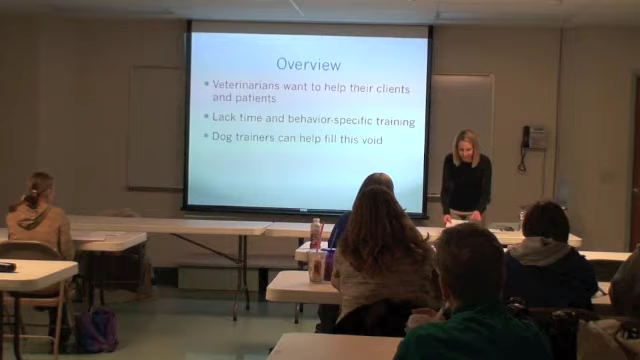 Overview
• Veterinarians want to help their clients
and patients
• Lack time and behavior-specific training
• Dog trainers can help fill this void